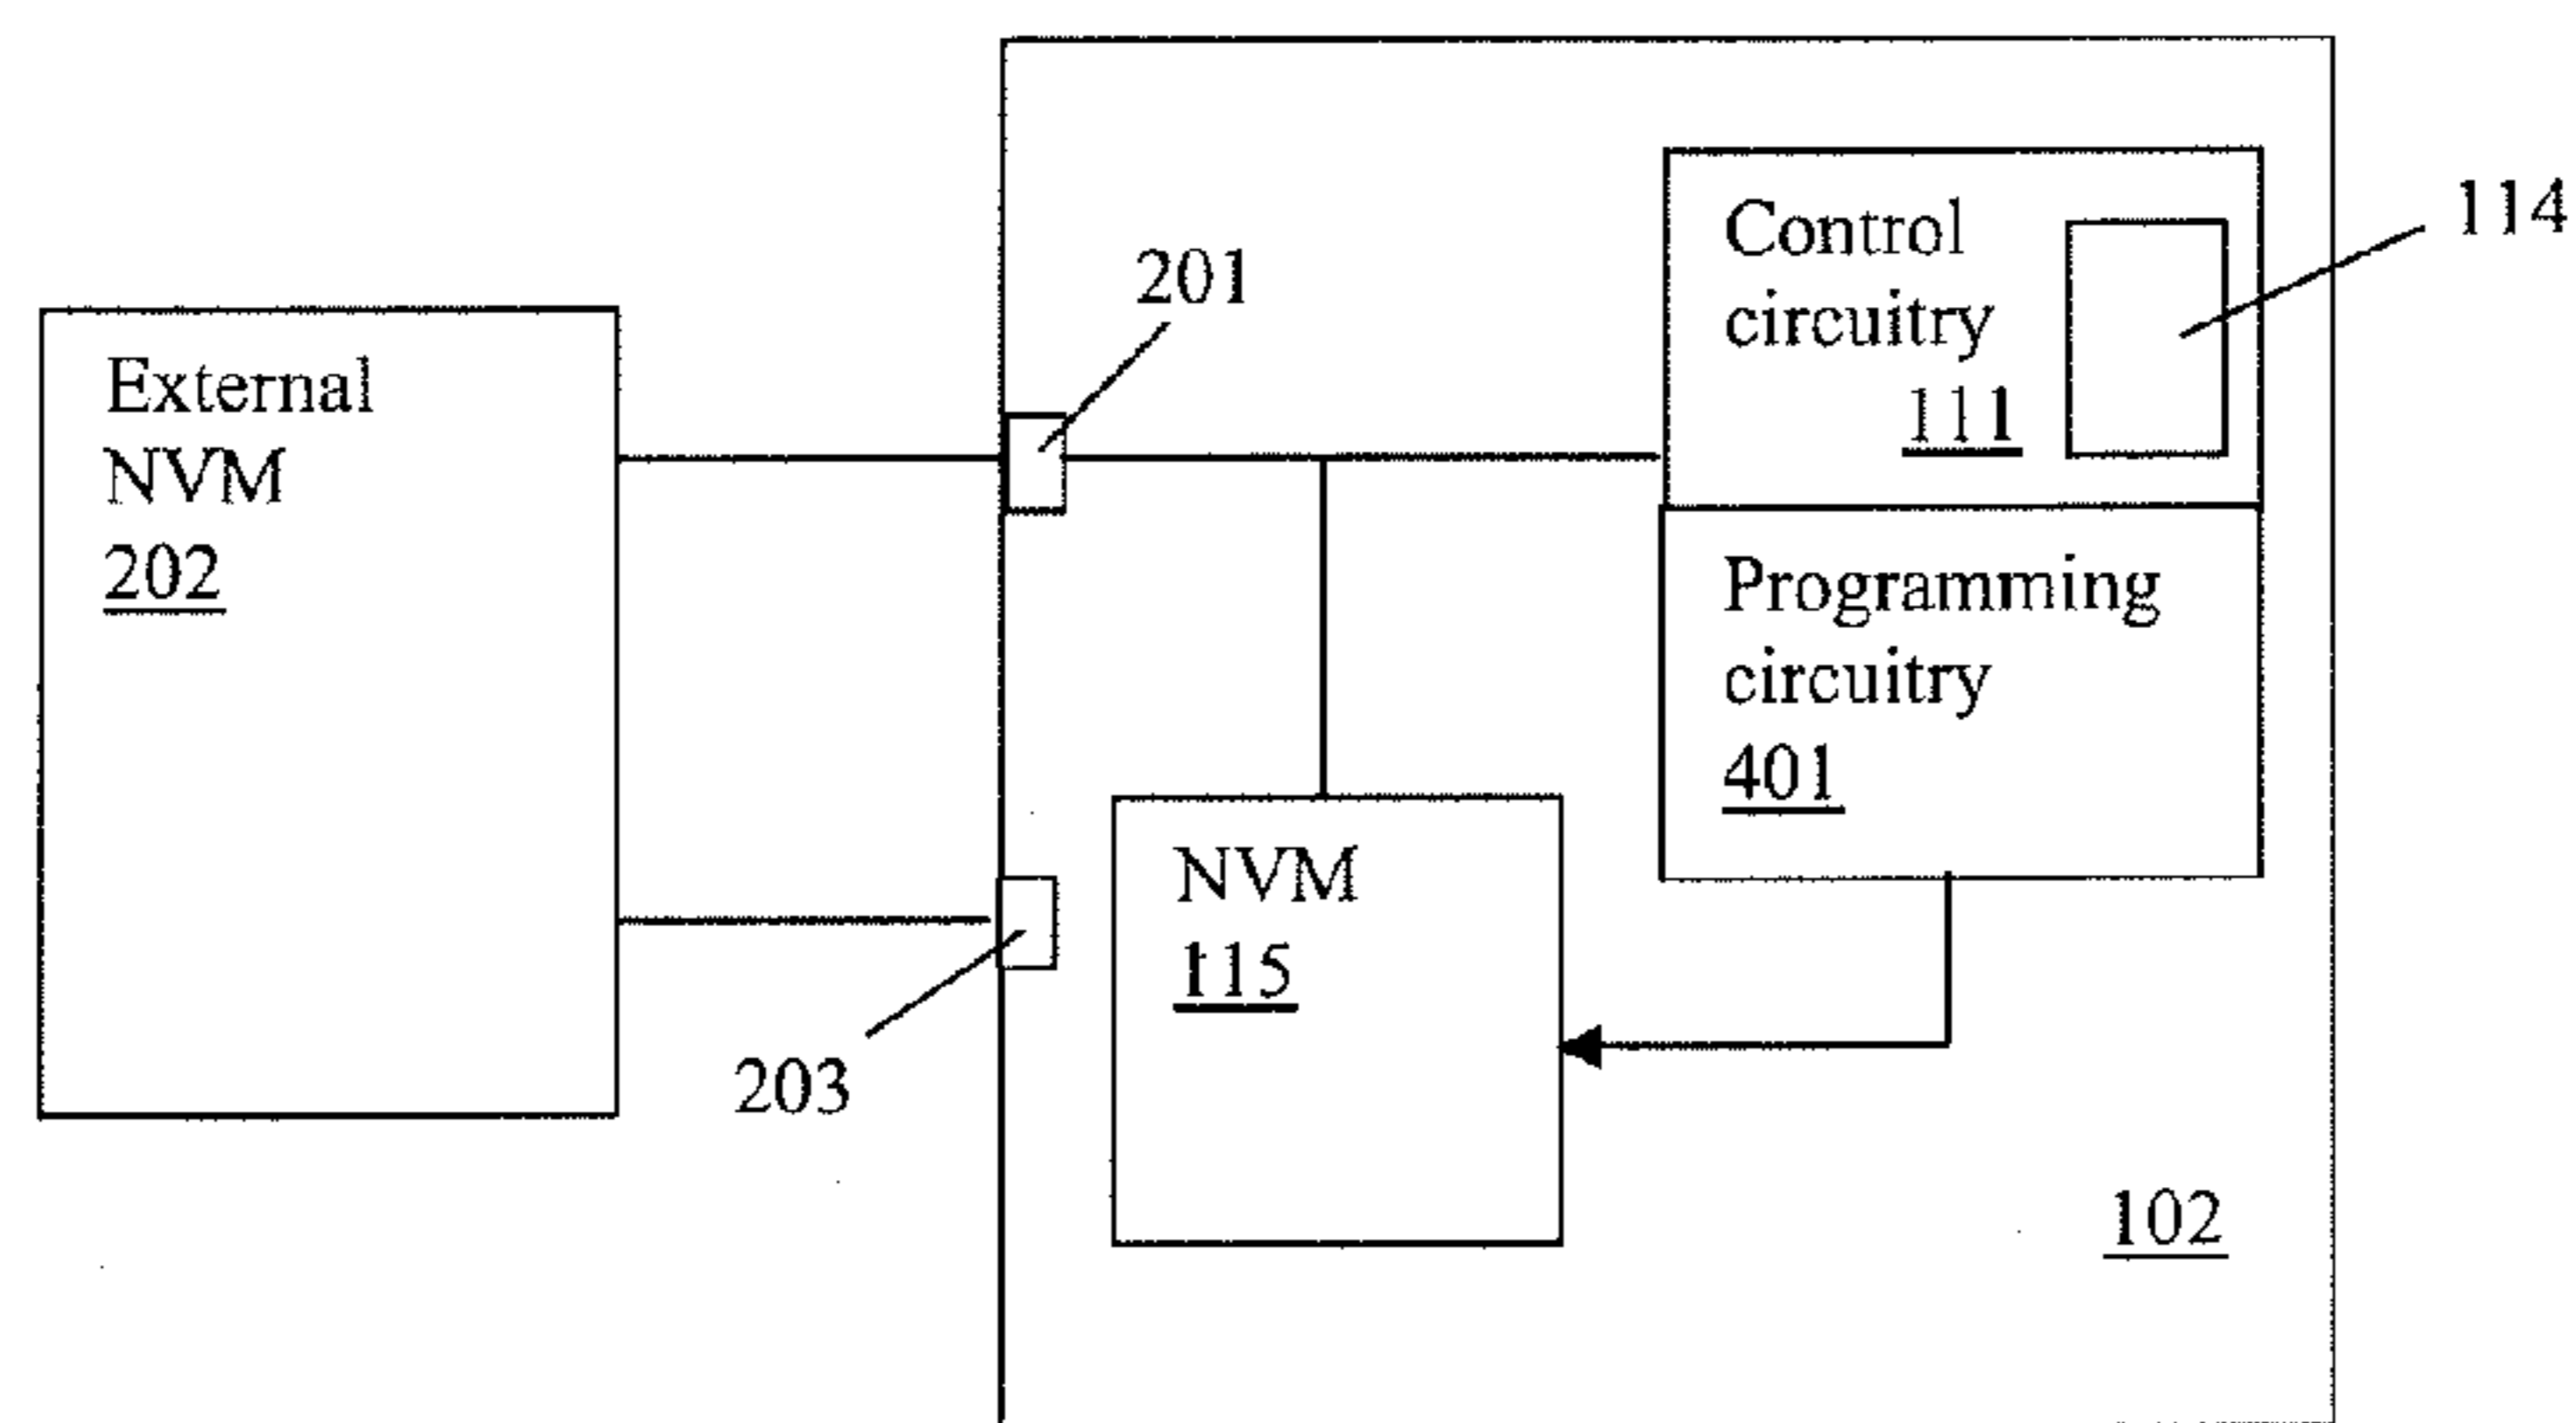 External
NVM
202
201
203
Control
circuitry
111
114
Programming
circuitry
401
NVM
115
102